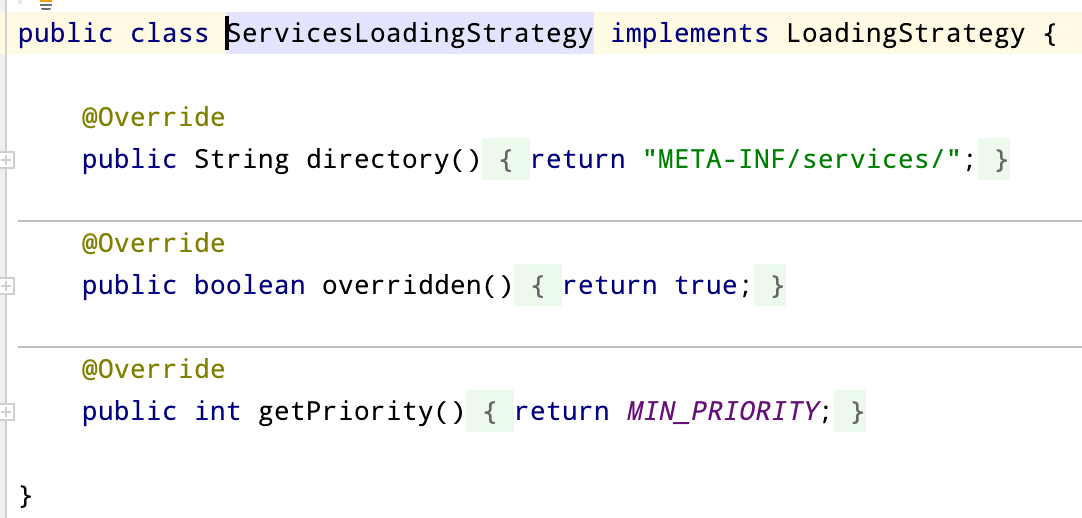 public class ServicesLoadingStrategy implements LoadingStrategy {
@Override
public String directory() { return "META-INF/services/"; }
@Override
public boolean overridden() { return true; }
@Override
public int getPriority() { return MIN_PRIORITY; }
}